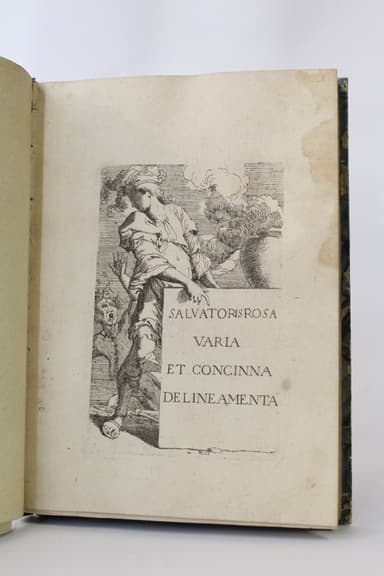 SALVATORIS ROSA
VARIA
ET CONCINNA
DELINEAMENTA